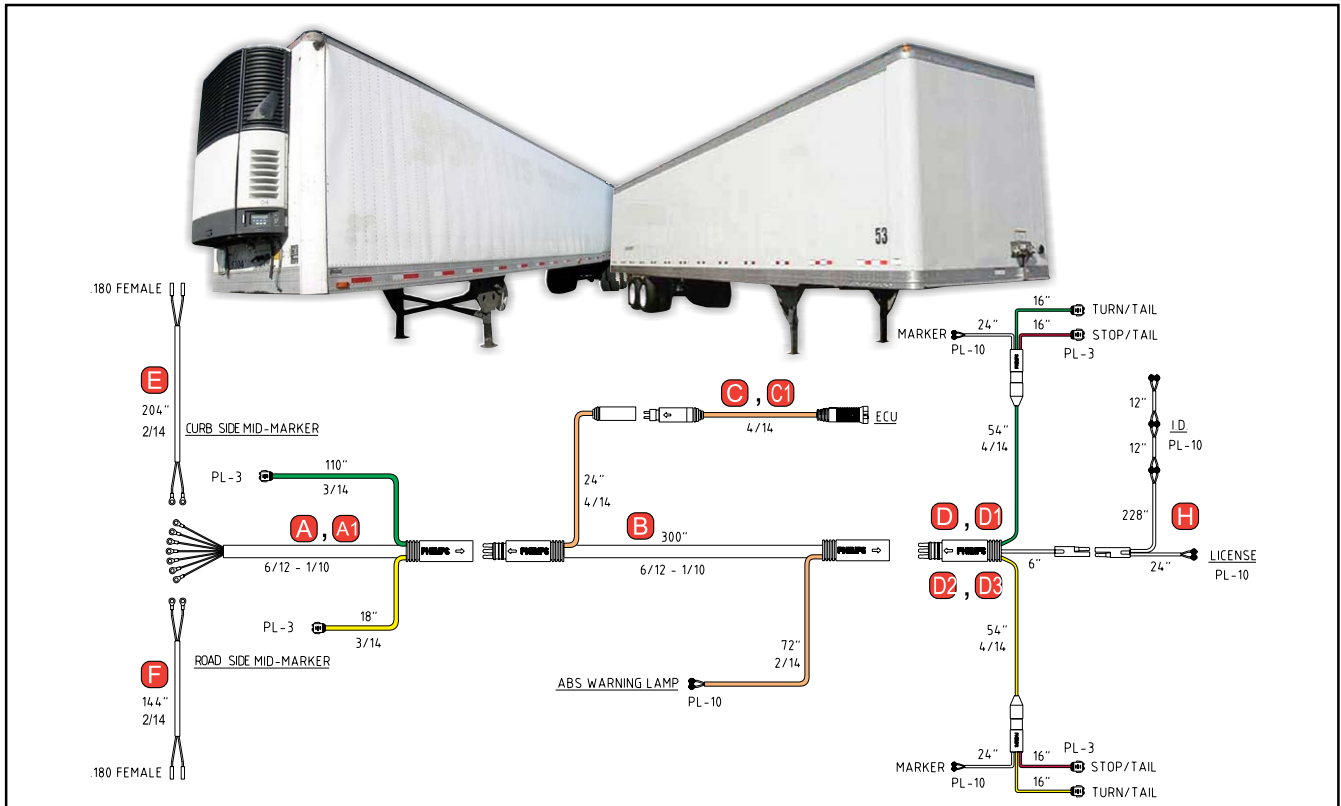 53
.180 FEMALE
E
204"
2/14
CURB SIDE MID-MARKER
PL-3
110"
3/14
A , A1
6/12 - 1/10
PHILLIPS
18"
3/14
PL-3
ROAD SIDE MID-MARKER
F
144"
2/14
.180 FEMALE
C , C1
4/14
ECU
24"
4/14
B
300"
PHILLIPS
6/12 - 1/10
PHILLIPS
72"
2/14
ABS WARNING LAMP
PL-10
MARKER
24"
PL-10
16"
TURN/TAIL
16"
STOP/TAIL
PL-3
54"
4/14
D , D1
PHILLIPS
D2 , D3
6"
12"
I.D.
12"
PL-10
228"
H
LICENSE
24"
PL-10
54"
4/14
MARKER
24"
PL-10
PL-3
16"
STOP/TAIL
16"
TURN/TAIL